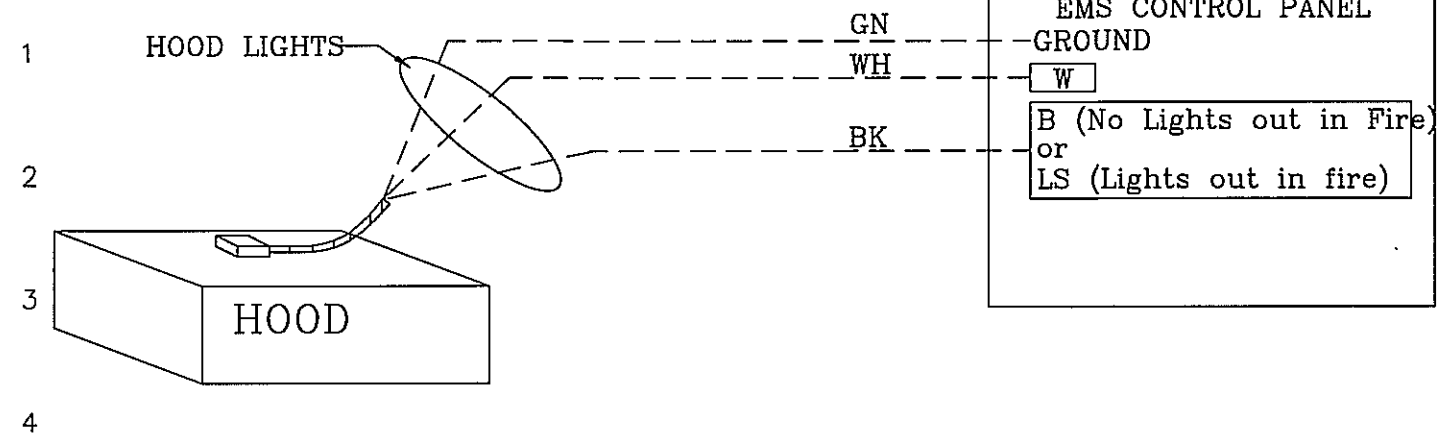 EMS CONTROL PANEL
1
HOOD LIGHTS
GN
GROUND
WH
W
B (No Lights out in Fire)
BK
or
2
LS (Lights out in fire)
3
HOOD
4